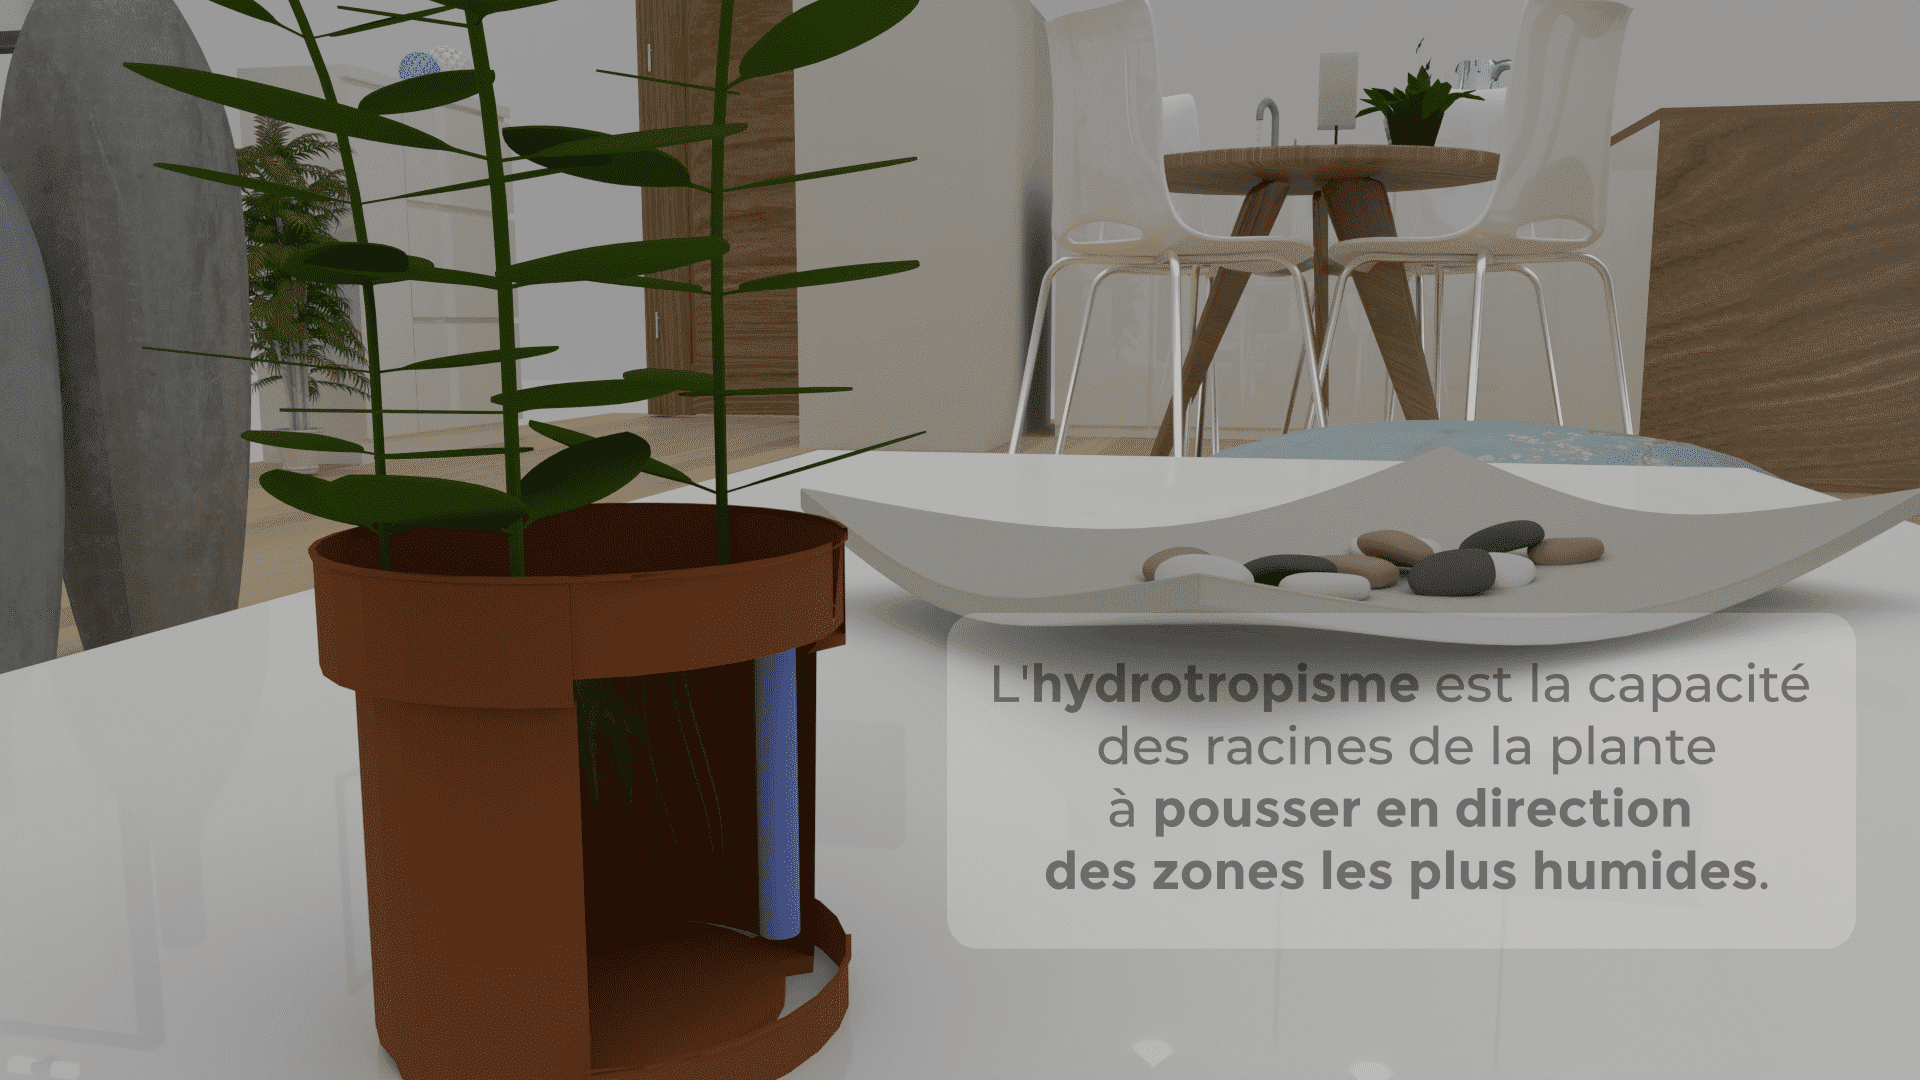 L'hydrotropisme est la capacité
des racines de la plante
à pousser en direction
des zones les plus humides.